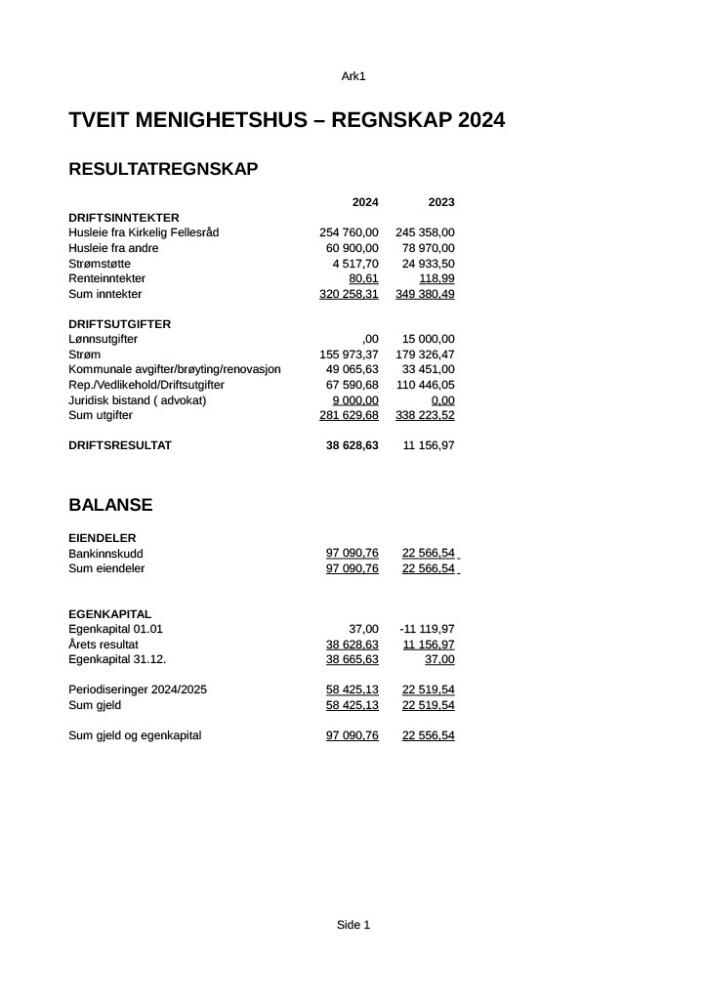 Ark1
TVEIT MENIGHETSHUS – REGNSKAP 2024
RESULTATREGNSKAP
2024 2023
DRIFTSINNTEKTER
Husleie fra Kirkelig Fellesråd 254 760,00 245 358,00
Husleie fra andre 60 900,00 78 970,00
Strømstøtte 4 517,70 24 933,50
Renteinntekter 80,61 118,99
Sum inntekter 320 258,31 349 380,49
DRIFTSUTGIFTER
Lønnsutgifter ,00 15 000,00
Strøm 155 973,37 179 326,47
Kommunale avgifter/brøyting/renovasjon 49 065,63 33 451,00
Rep./Vedlikehold/Driftsutgifter 67 590,68 110 446,05
Juridisk bistand ( advokat) 9 000,00 0,00
Sum utgifter 281 629,68 338 223,52
DRIFTSRESULTAT 38 628,63 11 156,97
BALANSE
EIENDELER
Bankinnskudd 97 090,76 22 566,54
Sum eiendeler 97 090,76 22 566,54
EGENKAPITAL
Egenkapital 01.01 37,00 -11 119,97
Årets resultat 38 628,63 11 156,97
Egenkapital 31.12. 38 665,63 37,00
Periodiseringer 2024/2025 58 425,13 22 519,54
Sum gjeld 58 425,13 22 519,54
Sum gjeld og egenkapital 97 090,76 22 556,54
Side 1